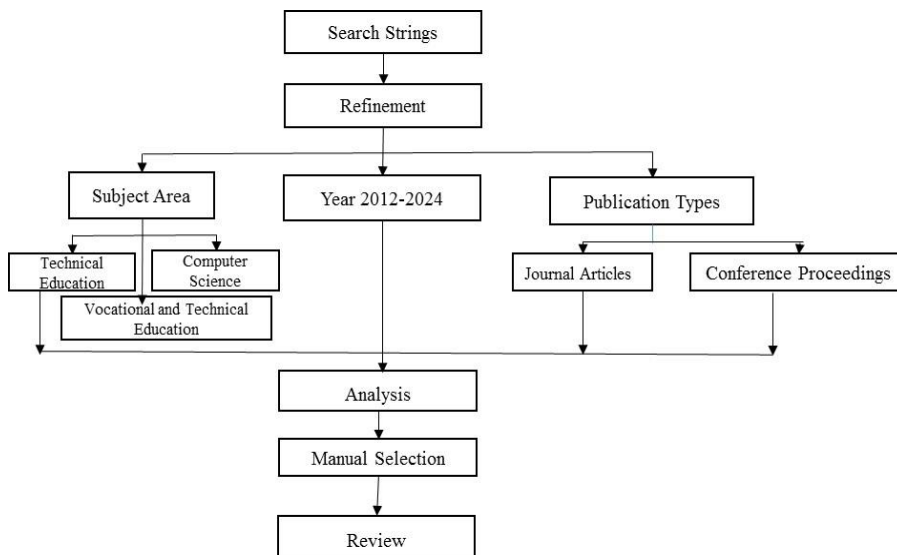 Search Strings
Refinement
Subject Area
Year 2012-2024
Publication Types
Technical
Education
Computer
Science
Journal Articles
Conference Proceedings
Vocational and Technical
Education
Analysis
Manual Selection
Review